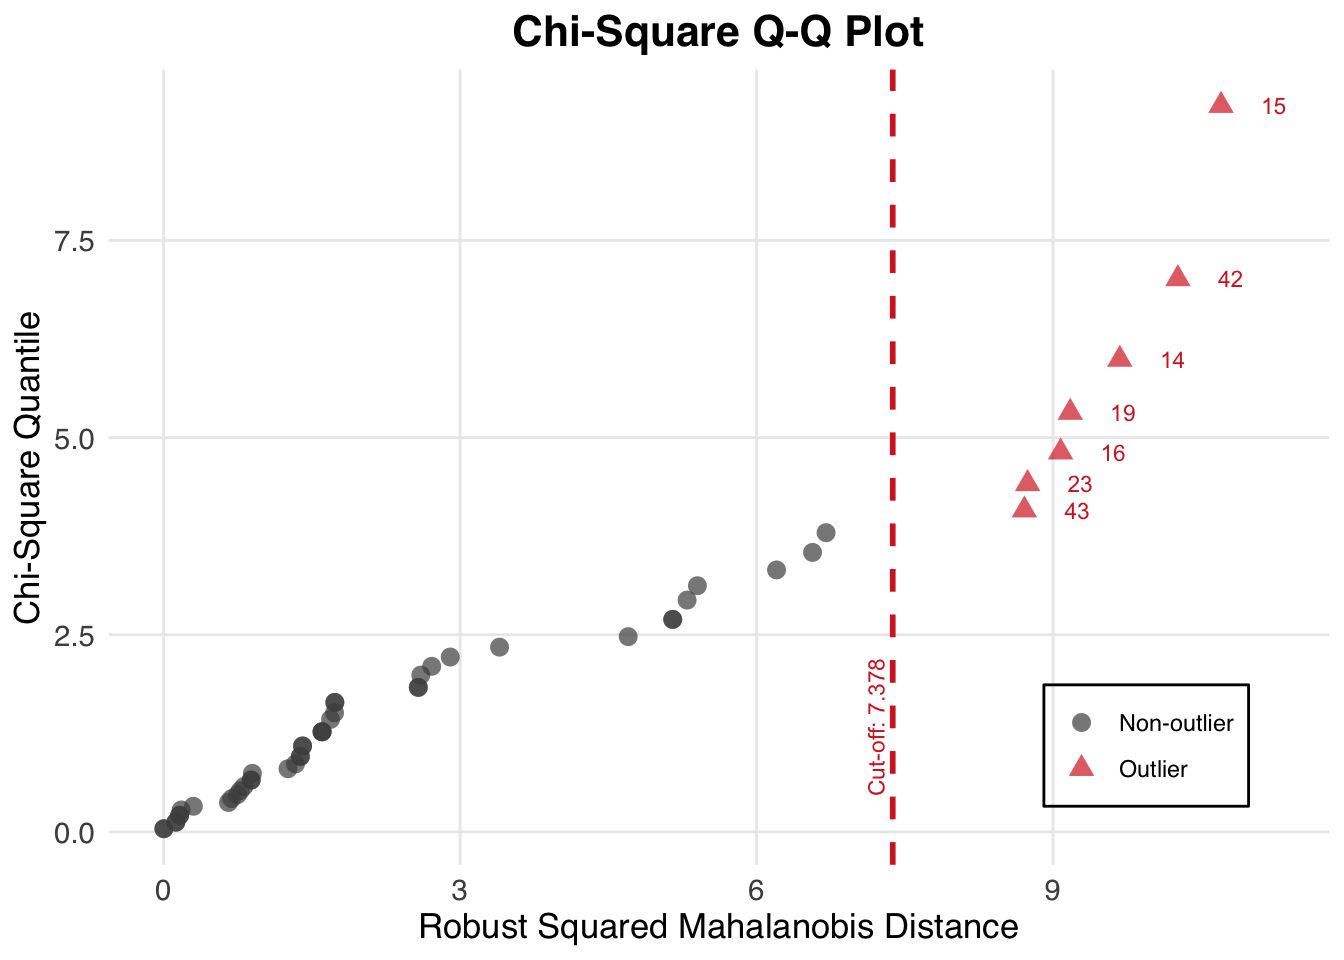 Chi-Square Q-Q Plot
Chi-Square Quantile
7.5
5.0
2.5
0.0
15
42
14
19
16
23
43
Cut-off: 7.378
Non-outlier
Outlier
0
3
6
9
Robust Squared Mahalanobis Distance